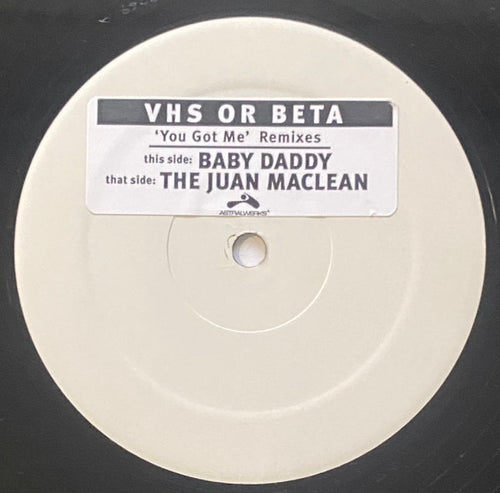 VHS OR BETA
'You Got Me' Remixes
this side: BABY DADDY
that side: THE JUAN MACLEAN
ASTRALWERKS